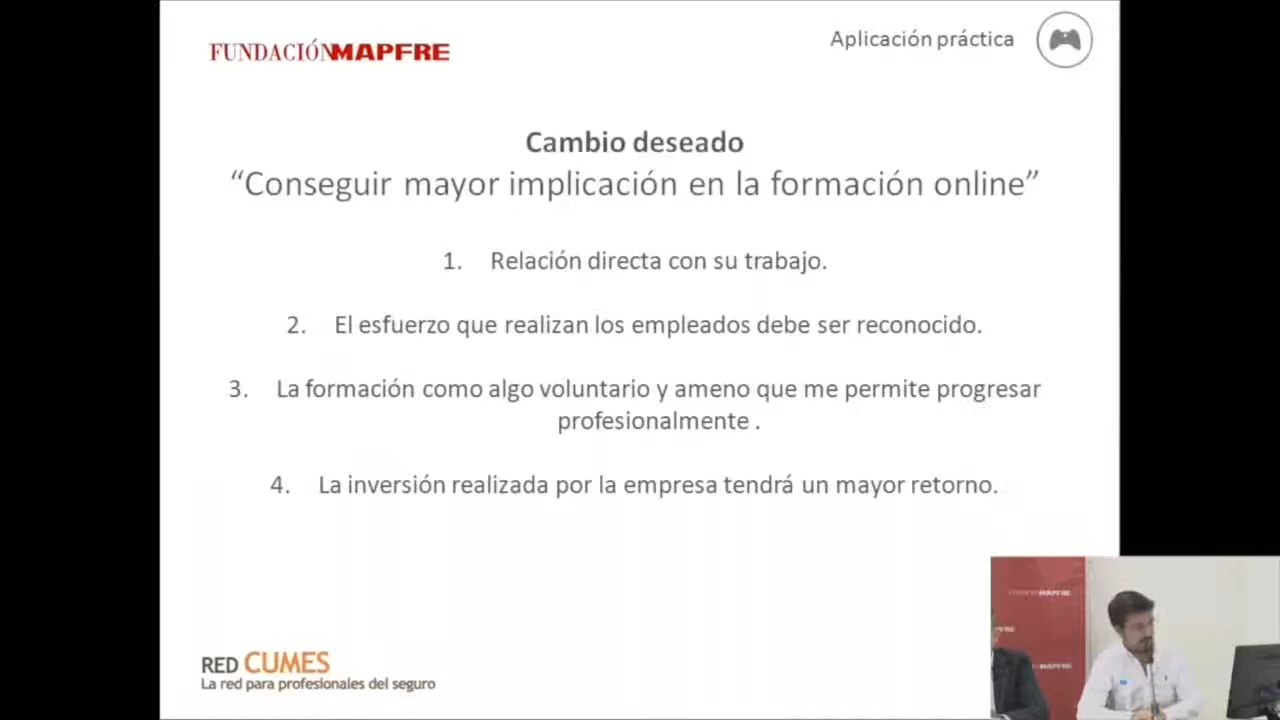 FUNDACIÓNMAPFRE
Aplicación práctica
Cambio deseado
“Conseguir mayor implicación en la formación online”
1. Relación directa con su trabajo.
2. El esfuerzo que realizan los empleados debe ser reconocido.
3. La formación como algo voluntario y ameno que me permite progresar
profesionalmente .
4. La inversión realizada por la empresa tendrá un mayor retorno.
RED CUMES
La red para profesionales del seguro
FUNDACIÓNMAPFRE
PFRE
MAPFRE